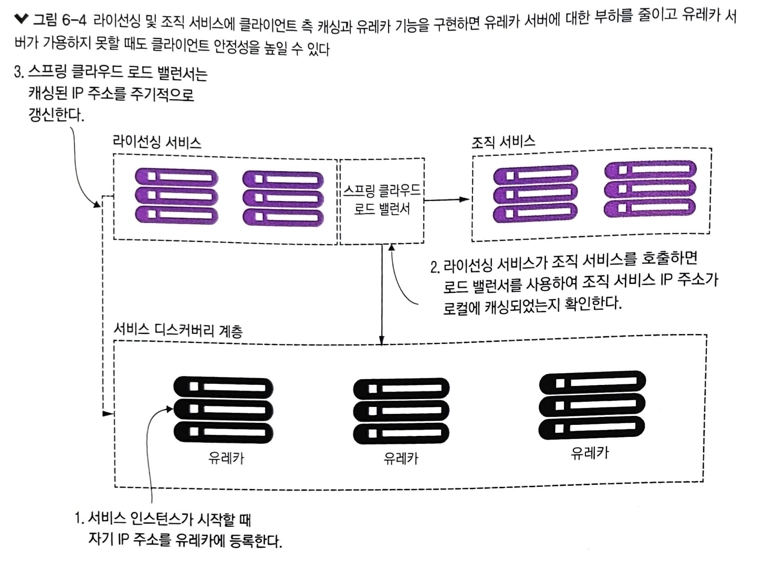 ▼ 그림 6-4 라이선싱 및 조직 서비스에 클라이언트 측 캐싱과 유레카 기능을 구현하면 유레카 서버에 대한 부하를 줄이고 유레카 서
버가 가용하지 못할 때도 클라이언트 안정성을 높일 수 있다
3. 스프링 클라우드 로드 밸런서는
캐싱된 IP 주소를 주기적으로
갱신한다.
라이선싱 서비스
조직 서비스
스프링 클라우드
로드 밸런서
2. 라이선싱 서비스가 조직 서비스를 호출하면
로드 밸런서를 사용하여 조직 서비스 IP 주소가
로컬에 캐싱되었는지 확인한다.
서비스 디스커버리 계층
유레카
유레카
유레카
1. 서비스 인스턴스가 시작할 때
자기 IP 주소를 유레카에 등록한다.